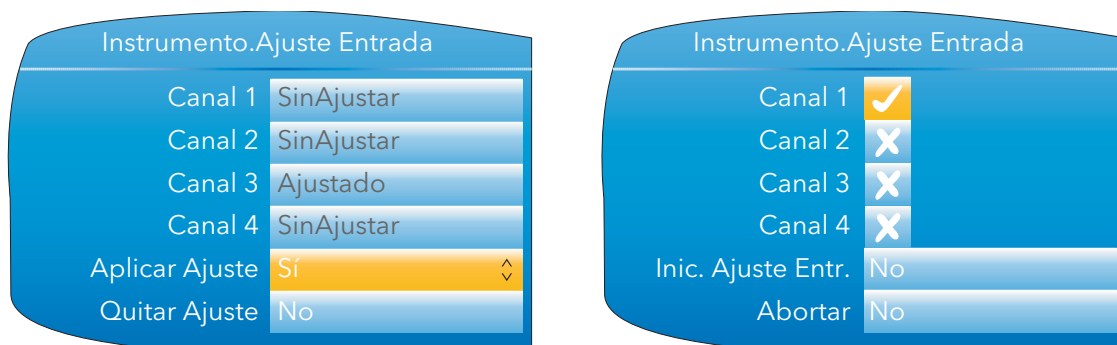 Instrumento.Ajuste Entrada
Canal 1 SinAjustar
Canal 2 SinAjustar
Canal 3 Ajustado
Canal 4 SinAjustar
Aplicar Ajuste Sí
Quitar Ajuste No
Instrumento.Ajuste Entrada
Canal 1
Canal 2
Canal 3
Canal 4
Inic. Ajuste Entr. No
Abortar No